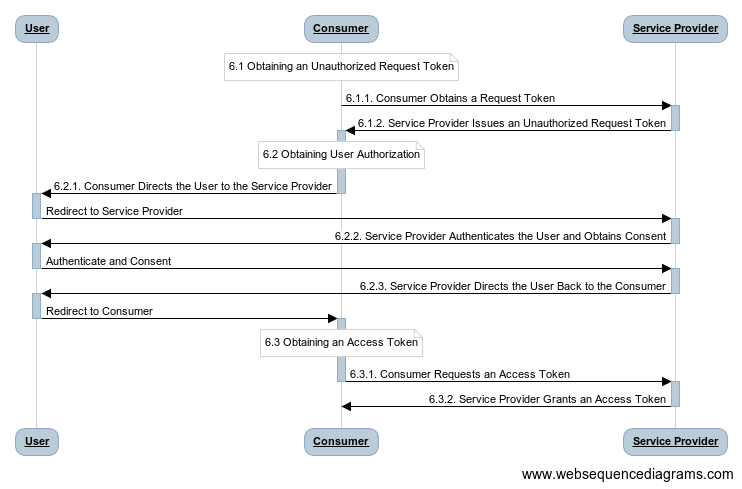 User
Consumer
Service Provider
6.1 Obtaining an Unauthorized Request Token
6.1.1. Consumer Obtains a Request Token
6.1.2. Service Provider Issues an Unauthorized Request Token
6.2 Obtaining User Authorization
6.2.1. Consumer Directs the User to the Service Provider
Redirect to Service Provider
6.2.2. Service Provider Authenticates the User and Obtains Consent
Authenticate and Consent
6.2.3. Service Provider Directs the User Back to the Consumer
Redirect to Consumer
6.3 Obtaining an Access Token
6.3.1. Consumer Requests an Access Token
6.3.2. Service Provider Grants an Access Token
User
Consumer
Service Provider
www.websequencediagrams.com